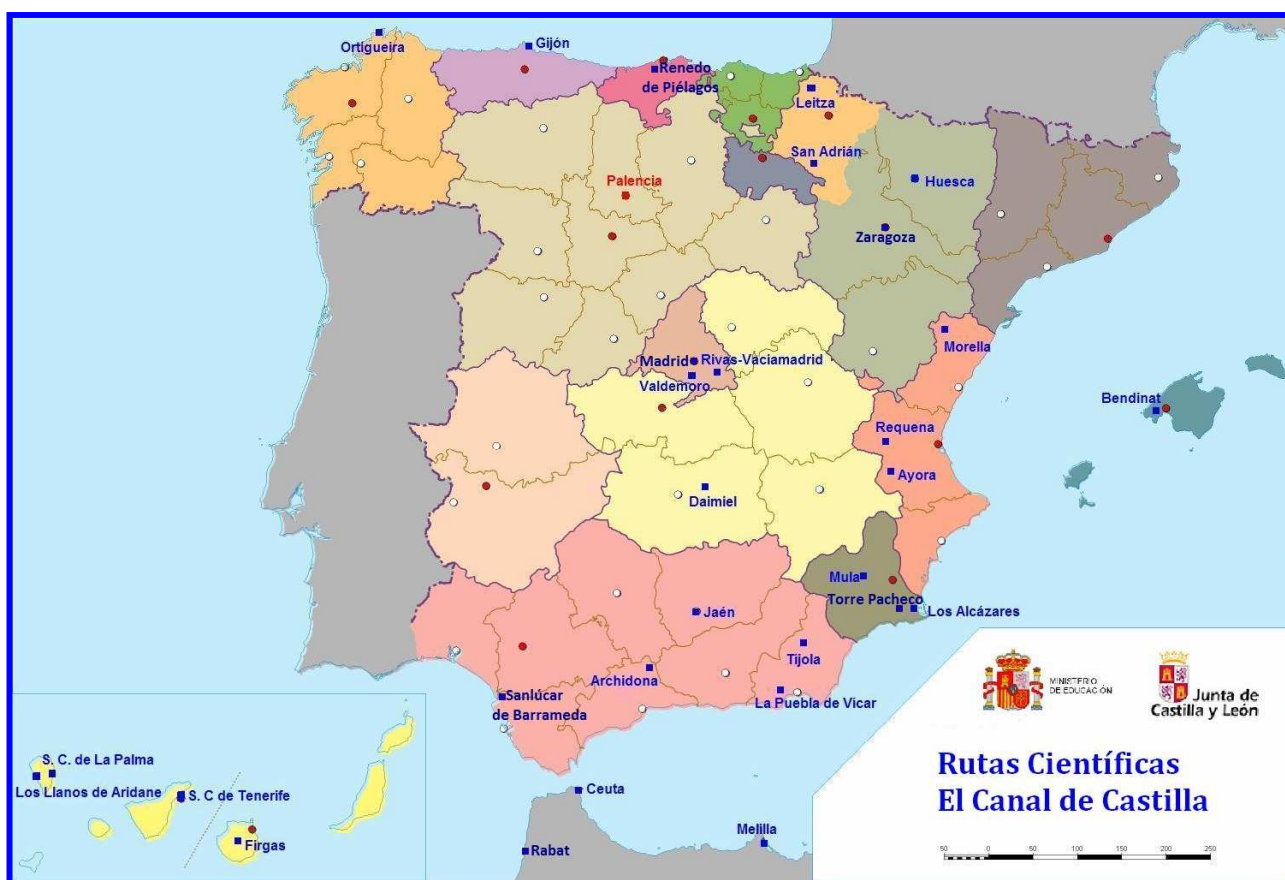 Ortigueira
Gijón
Renedo
de Piélagos
Leitza
San Adrián
Palencia
Huesca
Zaragoza
Morella
Madrid
Rivas-Vaciamadrid
Valdemoro
Bendinat
Requena
Ayora
Daimiel
Mula
Torre Pacheco
Los Alcázares
Jaén
Tíjola
Archidona
La Puebla de Vicar
Sanlúcar
de Barrameda
S. C. de La Palma
Los Llanos de Aridane
S. C de Tenerife
Firgas
Ceuta
Melilla
Rabat
MINISTERIO
DE EDUCACIÓN
Junta de
Castilla y León
Rutas Científicas
El Canal de Castilla
50 0 50 100 150 200 250